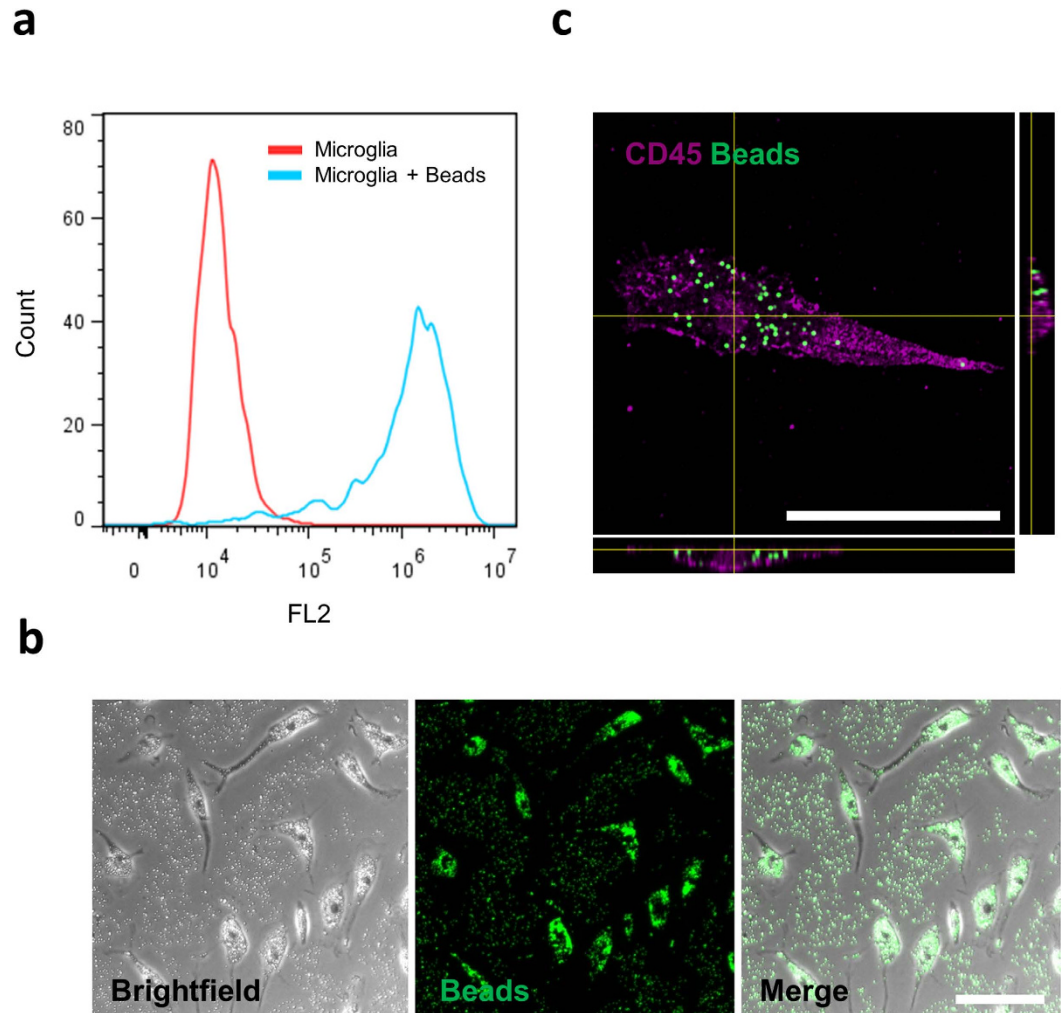 a
80
60
40
20
0
Count
Microglia
Microglia + Beads
0 10^4 10^5 10^6 10^7
FL2
c
CD45 Beads
b
Brightfield
Beads
Merge